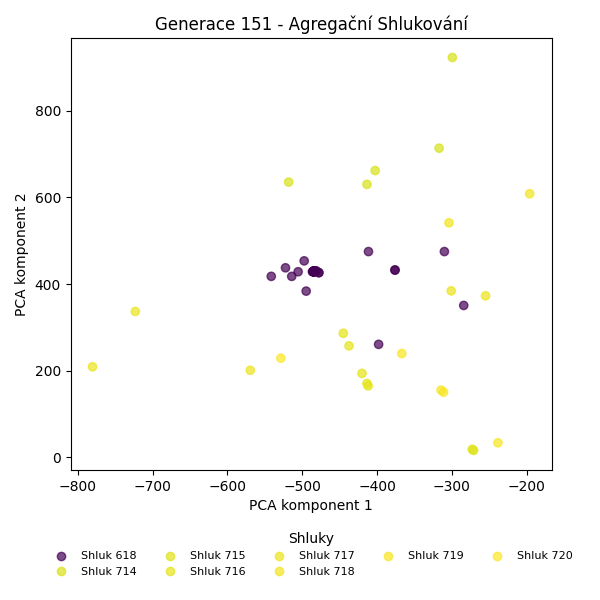 Generace 151 - Agregační Shlukování
PCA komponent 2
800
600
400
200
0
−800 −700 −600 −500 −400 −300 −200
PCA komponent 1
Shluky
Shluk 618 Shluk 715 Shluk 717 Shluk 719 Shluk 720
Shluk 714 Shluk 716 Shluk 718